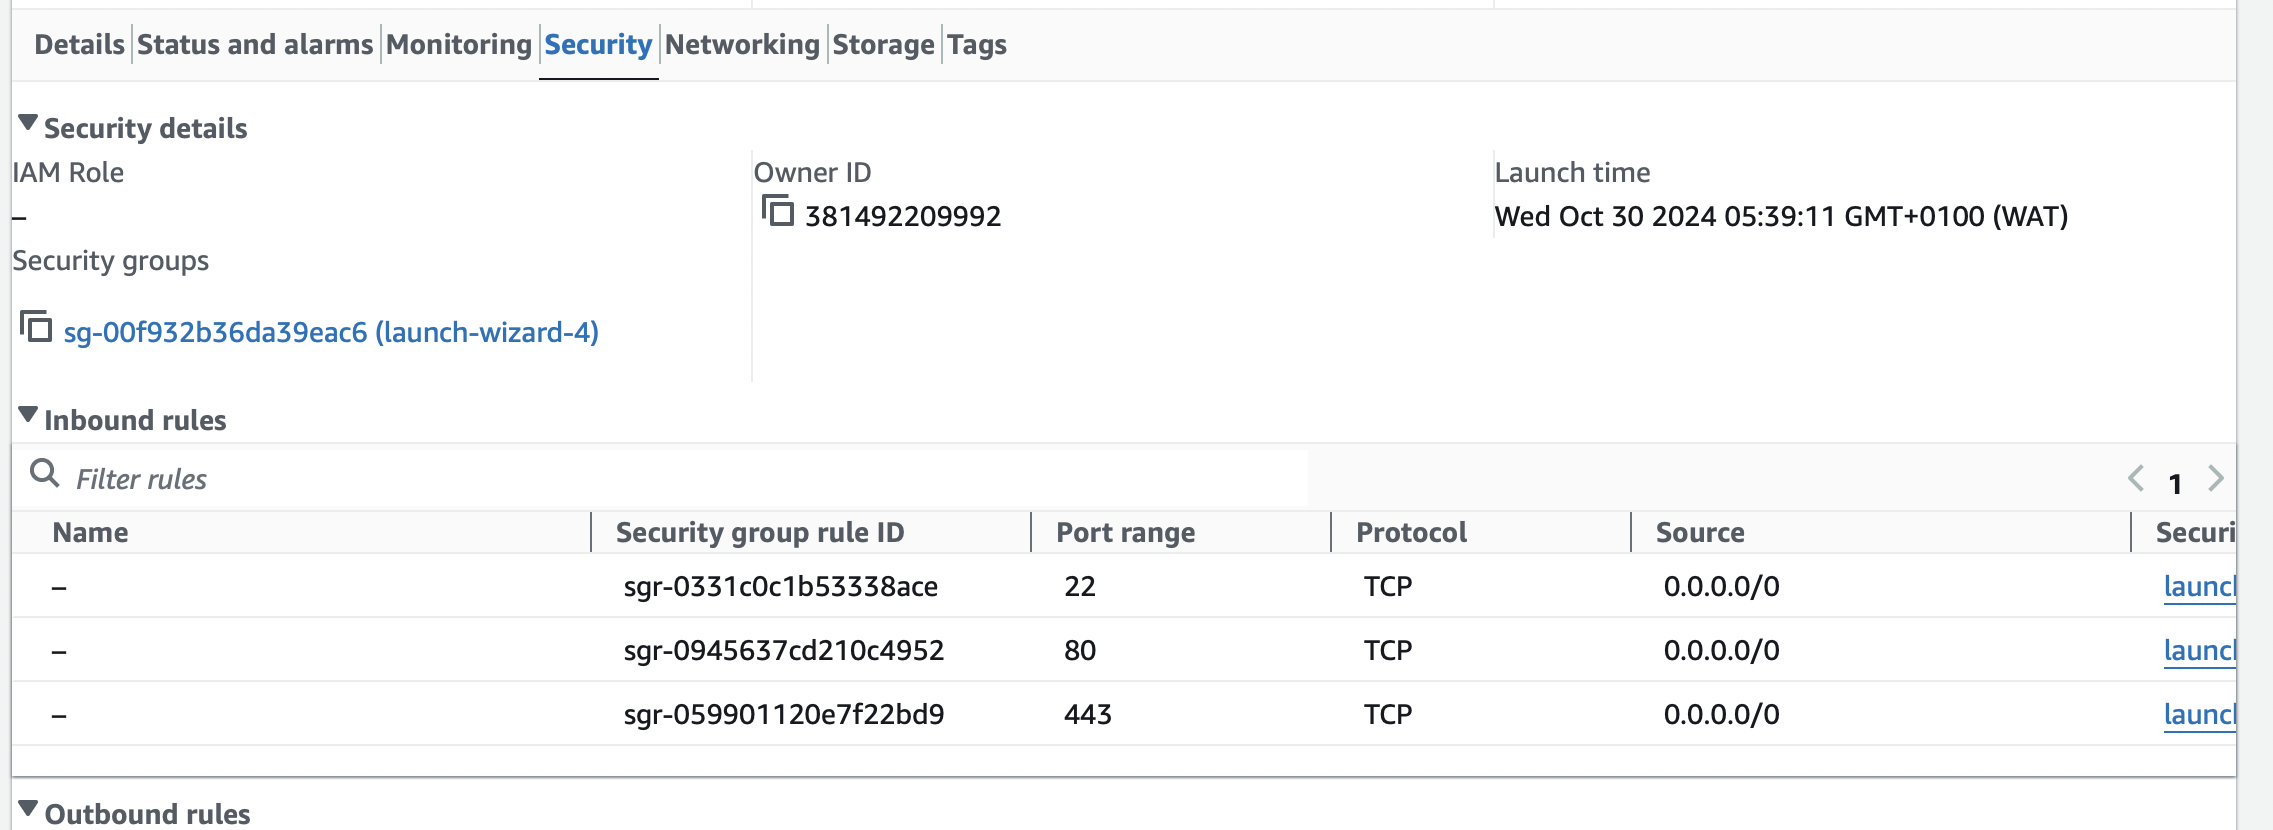 Details Status and alarms Monitoring Security Networking Storage Tags
Security details
IAM Role
–
Security groups
sg-00f932b36da39eac6 (launch-wizard-4)
Owner ID
381492209992
Launch time
Wed Oct 30 2024 05:39:11 GMT+0100 (WAT)
Inbound rules
Filter rules
1
Name Security group rule ID Port range Protocol Source Securi
– sgr-0331c0c1b53338ace 22 TCP 0.0.0.0/0 launch
– sgr-0945637cd210c4952 80 TCP 0.0.0.0/0 launch
– sgr-059901120e7f22bd9 443 TCP 0.0.0.0/0 launch
Outbound rules